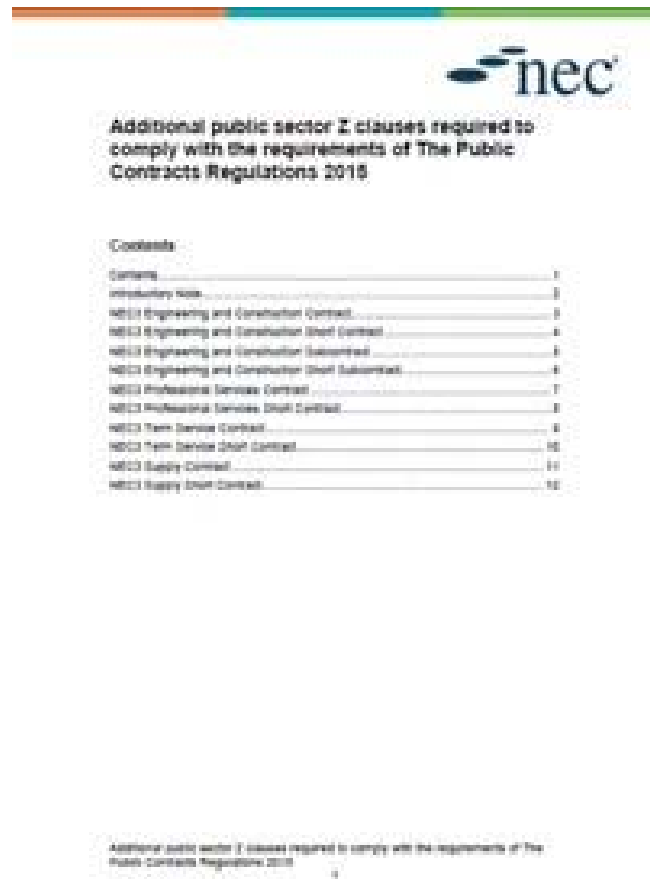 nec
Additional public sector Z clauses required to
comply with the requirements of The Public
Contracts Regulations 2015
Contents
Contents 1
Introductory Note 2
NEC3 Engineering and Construction Contract 3
NEC3 Engineering and Construction Short Contract 4
NEC3 Engineering and Construction Subcontract 5
NEC3 Engineering and Construction Short Subcontract 6
NEC3 Professional Services Contract 7
NEC3 Professional Services Short Contract 8
NEC3 Term Service Contract 9
NEC3 Term Service Short Contract 10
NEC3 Supply Contract 11
NEC3 Supply Short Contract 12
Additional public sector Z clauses required to comply with the requirements of The
Public Contracts Regulations 2015